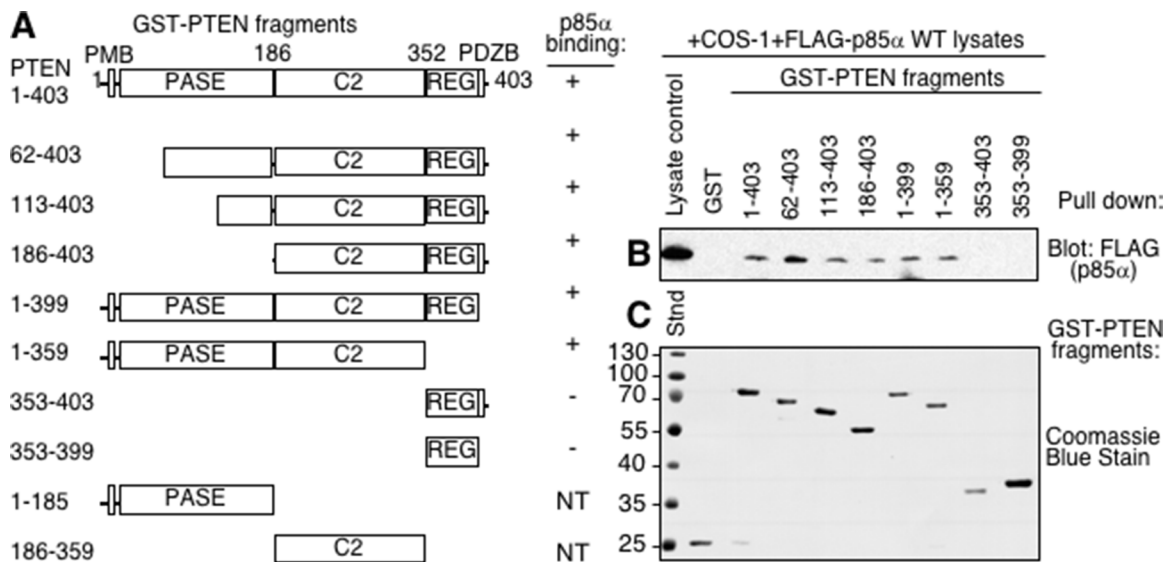 A
GST-PTEN fragments
p85α
binding:
PMB 186 352 PDZB
PTEN
1-403
1 PASE C2 REG 403 +
62-403 C2 REG +
113-403 C2 REG +
186-403 C2 REG +
1-399 PASE C2 REG +
1-359 PASE C2 +
353-403 REG -
353-399 REG -
1-185 PASE NT
186-359 C2 NT
+COS-1+FLAG-p85α WT lysates
GST-PTEN fragments
Lysate control
GST
1-403
62-403
113-403
186-403
1-399
1-359
353-403
353-399
Pull down:
B
Blot: FLAG
(p85α)
C
Stnd
GST-PTEN
fragments:
130
100
70
55
40
35
25
Coomassie
Blue Stain